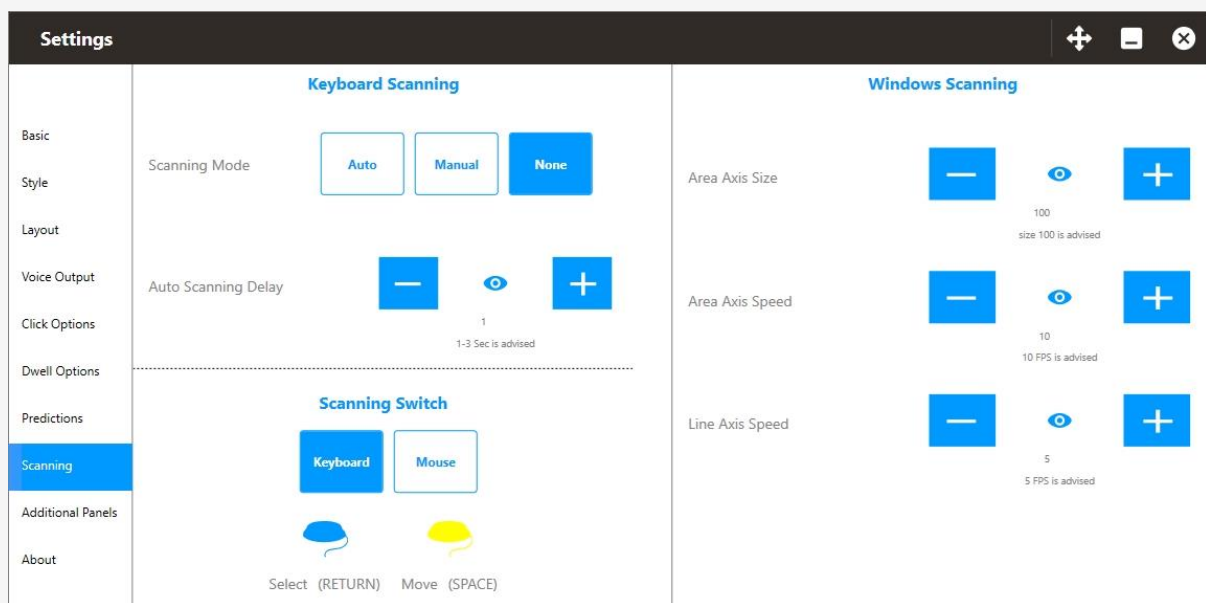 Settings
Basic
Style
Layout
Voice Output
Click Options
Dwell Options
Predictions
Scanning
Additional Panels
About
Keyboard Scanning
Scanning Mode
Auto
Manual
None
Auto Scanning Delay
1
1-3 Sec is advised
Scanning Switch
Keyboard
Mouse
Select (RETURN)
Move (SPACE)
Windows Scanning
Area Axis Size
100
size 100 is advised
Area Axis Speed
10
10 FPS is advised
Line Axis Speed
5
5 FPS is advised